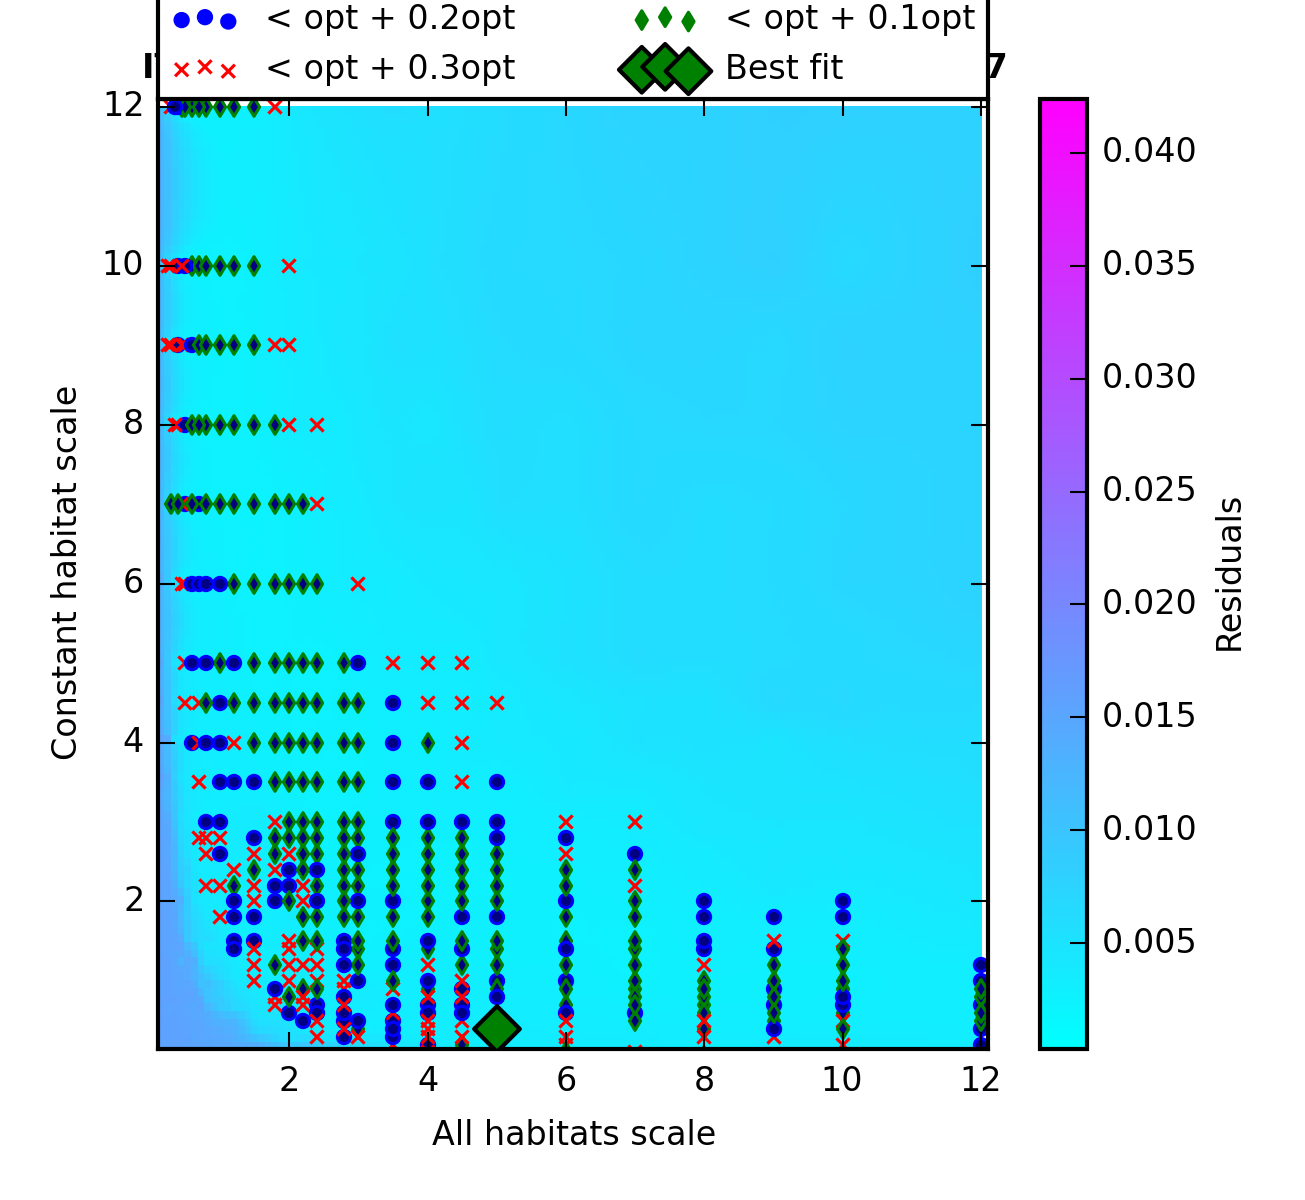 < opt + 0.2opt < opt + 0.1opt
< opt + 0.3opt Best fit
7
12
10
8
6
4
2
2 4 6 8 10 12
Constant habitat scale
All habitats scale
0.040
0.035
0.030
0.025
0.020
0.015
0.010
0.005
Residuals